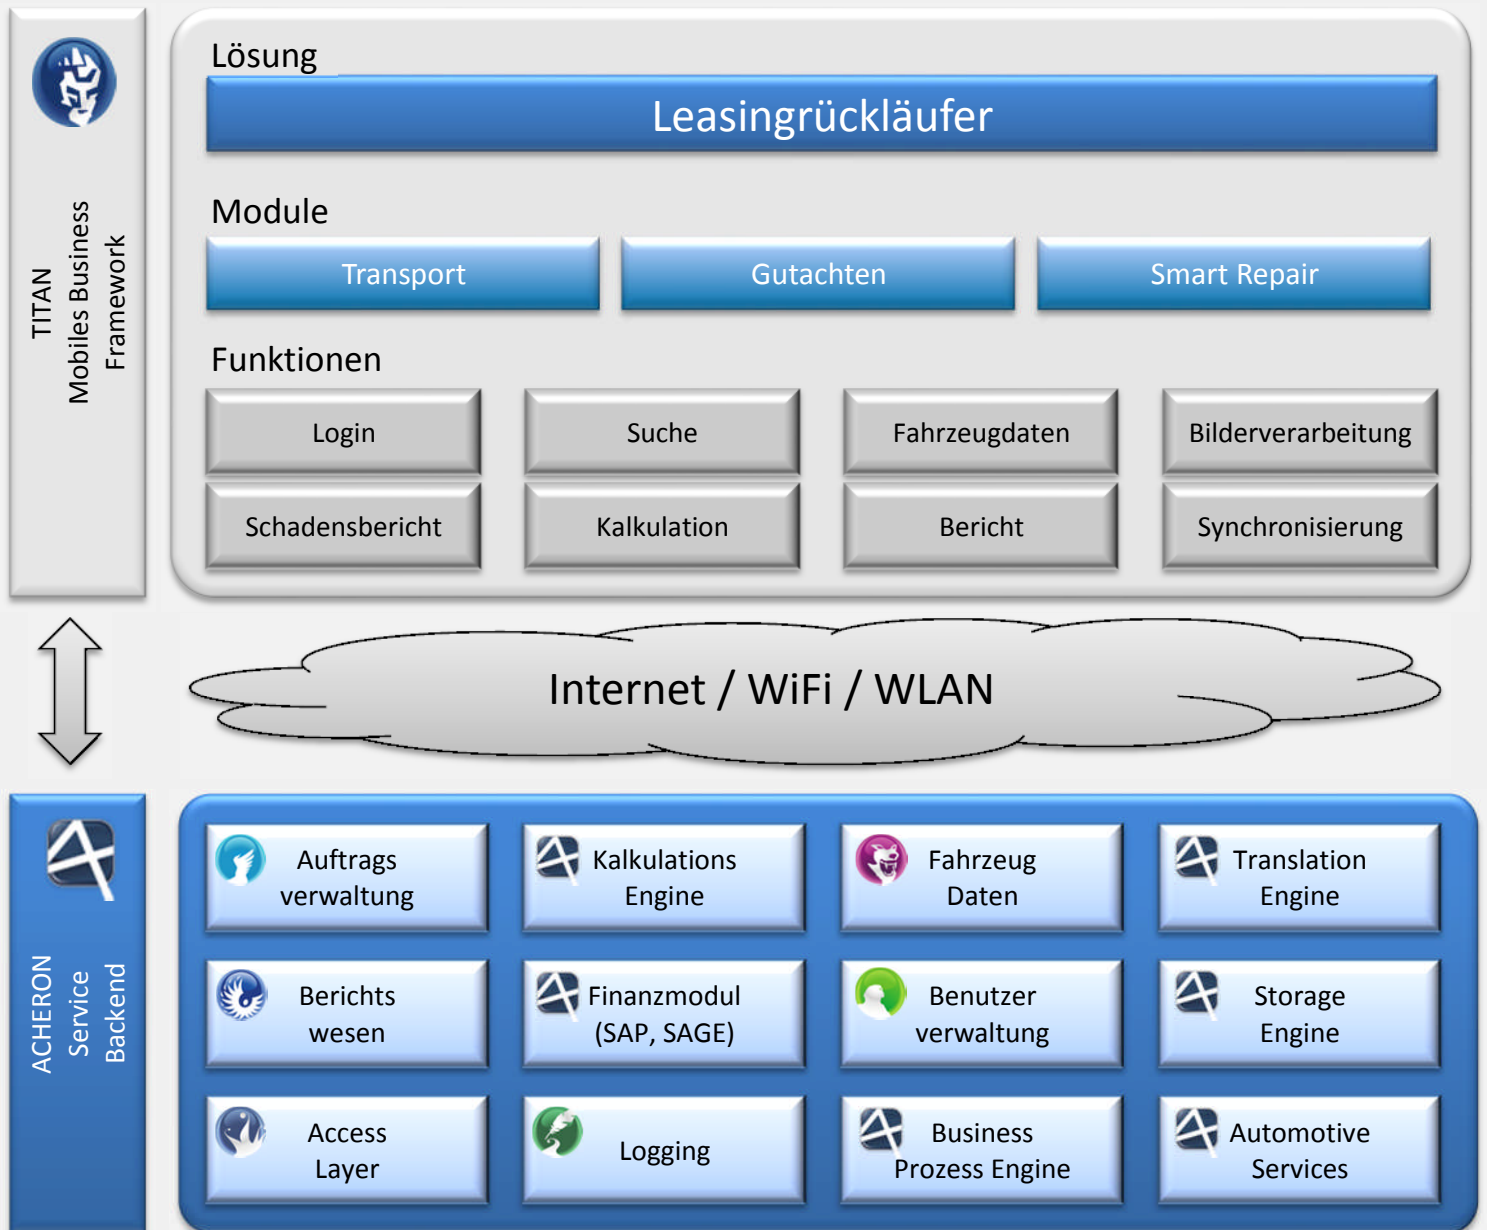 TITAN
Mobiles Business
Framework
Lösung
Leasingrückläufer
Module
Transport
Gutachten
Smart Repair
Funktionen
Login
Suche
Fahrzeugdaten
Bilderverarbeitung
Schadensbericht
Kalkulation
Bericht
Synchronisierung
Internet / WiFi / WLAN
ACHERON
Service
Backend
Auftrags
verwaltung
Kalkulations
Engine
Fahrzeug
Daten
Translation
Engine
Berichts
wesen
Finanzmodul
(SAP, SAGE)
Benutzer
verwaltung
Storage
Engine
Access
Layer
Logging
Business
Prozess Engine
Automotive
Services